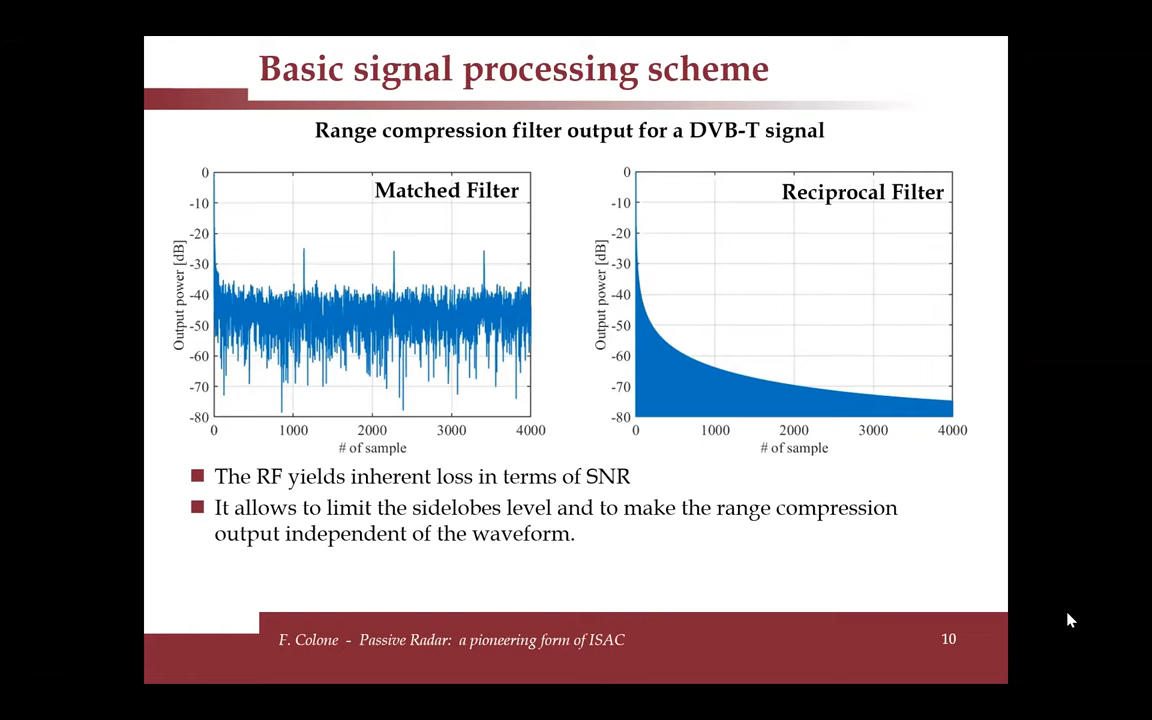 Basic signal processing scheme
Range compression filter output for a DVB-T signal
Matched Filter
0
-10
-20
-30
-40
-50
-60
-70
-80
Output power [dB]
0 1000 2000 3000 4000
# of sample
Reciprocal Filter
0
-10
-20
-30
-40
-50
-60
-70
-80
Output power [dB]
0 1000 2000 3000 4000
# of sample
The RF yields inherent loss in terms of SNR
It allows to limit the sidelobes level and to make the range compression
output independent of the waveform.
F. Colone - Passive Radar: a pioneering form of ISAC
10